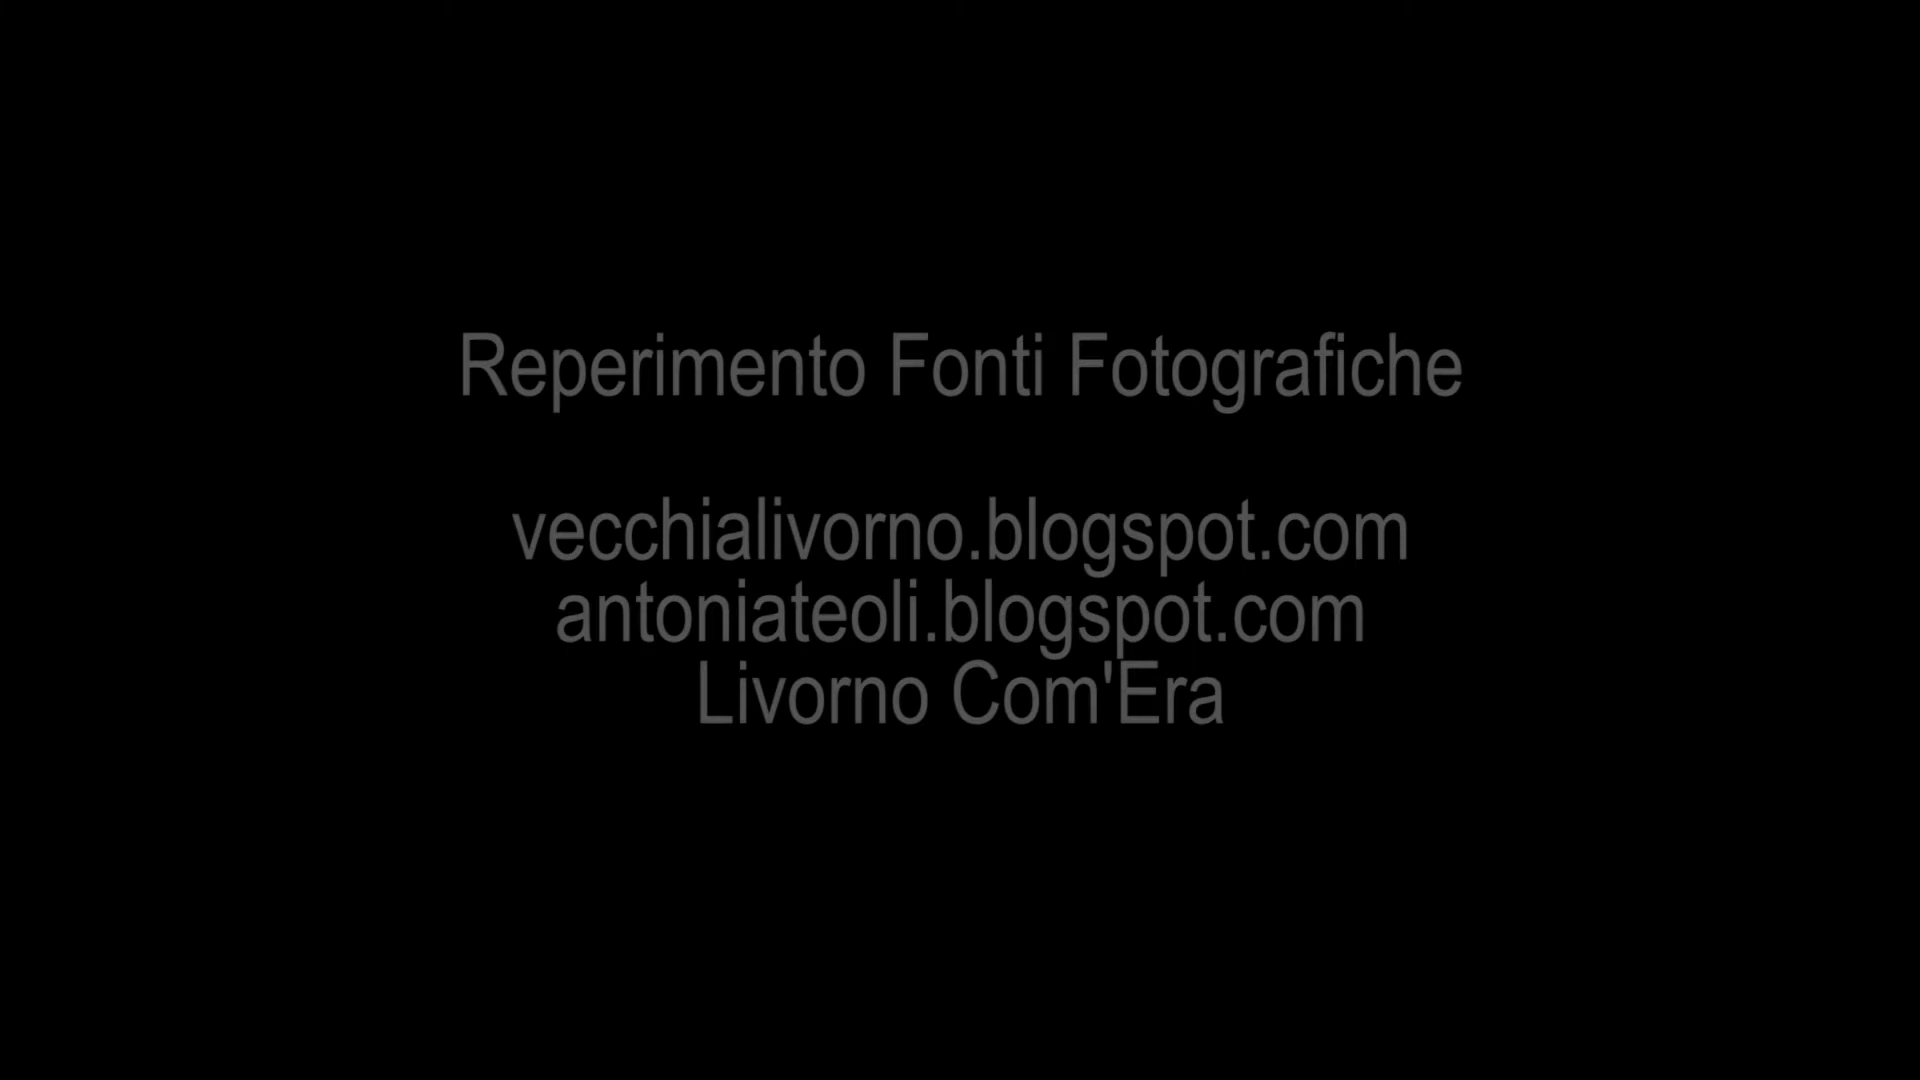 Reperimento Fonti Fotografiche
vecchialivorno.blogspot.com
antoniateoli.blogspot.com
Livorno Com'Era